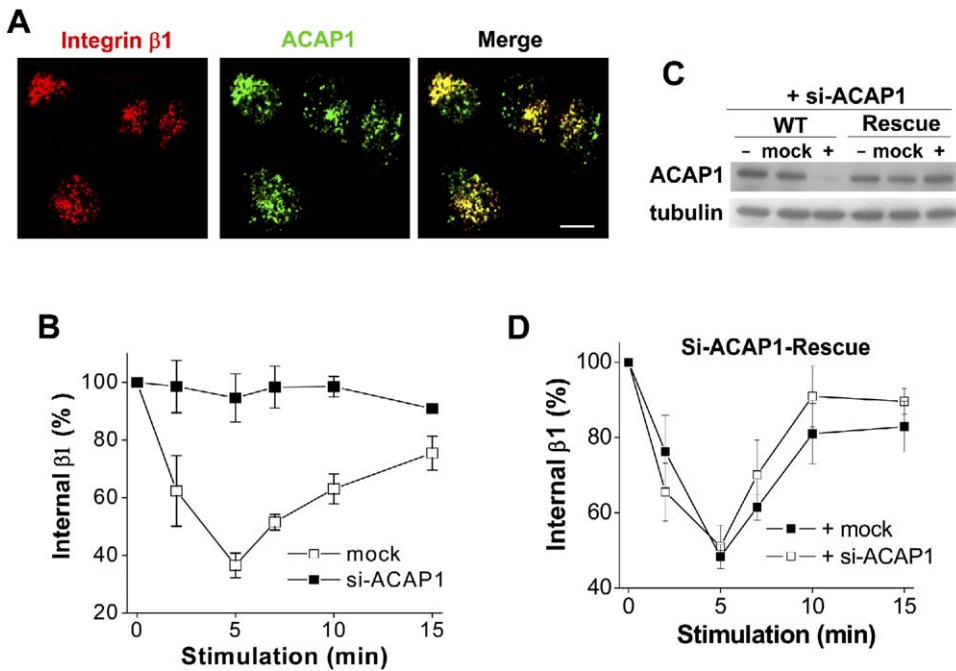 A
Integrin β1
ACAP1
Merge
C
+ si-ACAP1
WT
Rescue
– mock + – mock +
ACAP1
tubulin
B
Internal β1 (%)
100
80
60
40
20
0 5 10 15
Stimulation (min)
mock
si-ACAP1
D
Si-ACAP1-Rescue
Internal β1 (%)
100
80
60
40
0 5 10 15
Stimulation (min)
+ mock
+ si-ACAP1